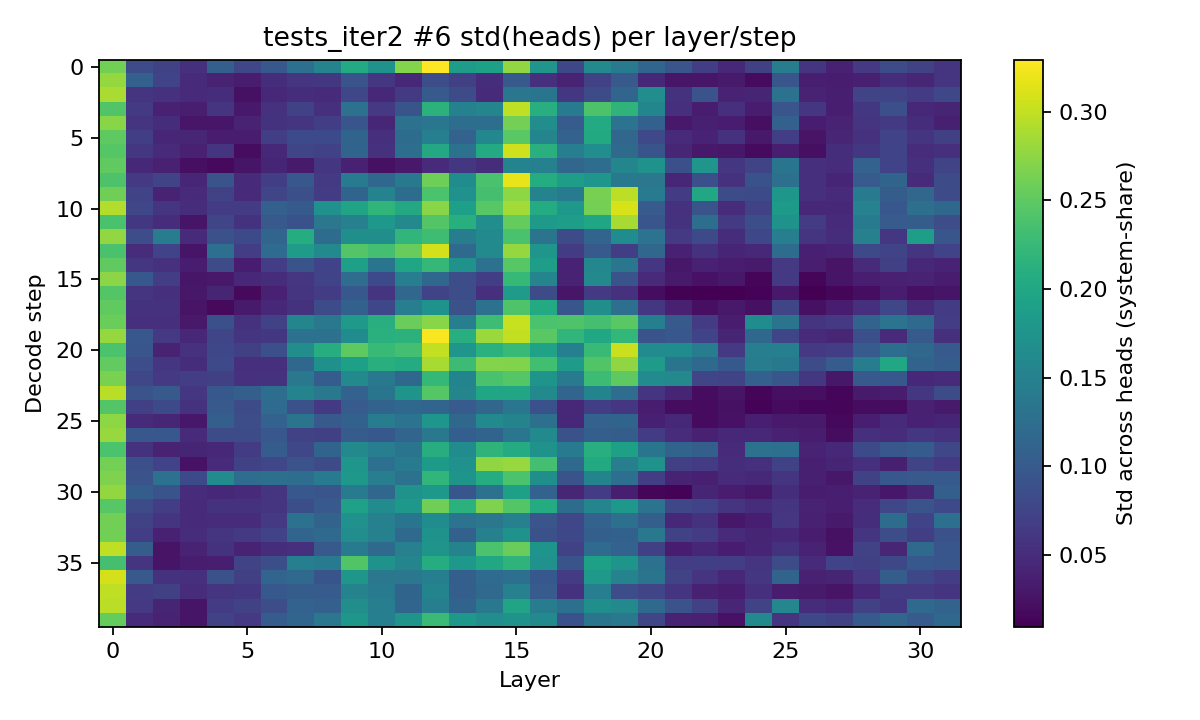 tests_iter2 #6 std(heads) per layer/step
0
5
10
15
20
25
30
35
Decode step
0 5 10 15 20 25 30
Layer
0.30
0.25
0.20
0.15
0.10
0.05
Std across heads (system-share)